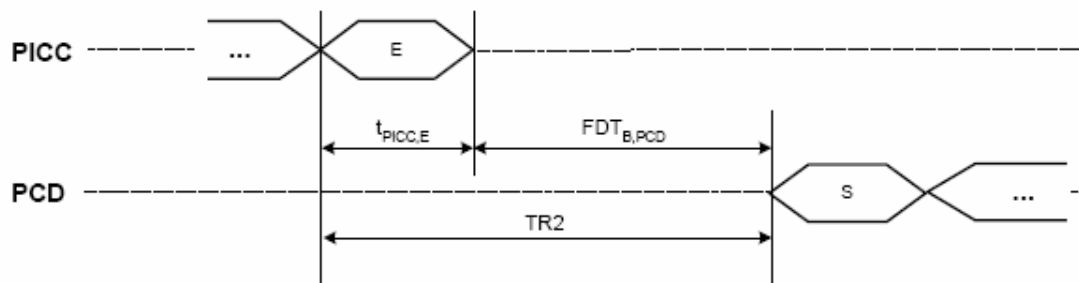 PICC ... E
t_PICC,E FDT_B,PCD
PCD S ...
TR2